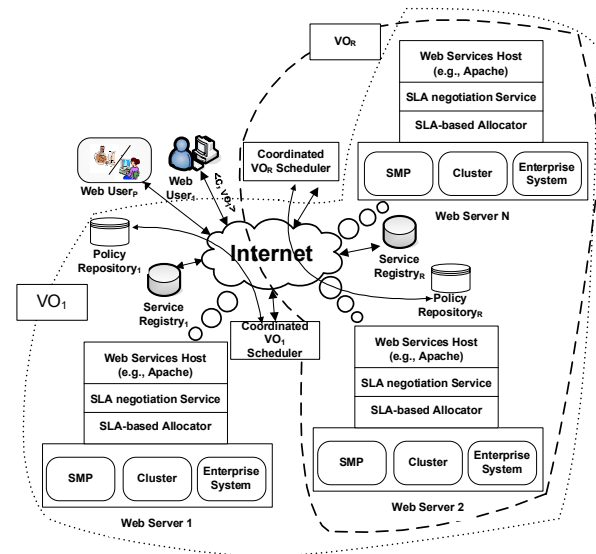 VOR
Web Services Host
(e.g., Apache)
SLA negotiation Service
SLA-based Allocator
SMP
Cluster
Enterprise
System
Web Server N
Coordinated
VOR Scheduler
Web UserP
Web
User1
<q1, vo1>
Internet
Policy
Repository1
Service
Registry1
Service
RegistryR
Policy
RepositoryR
VO1
Coordinated
VO1
Scheduler
Web Services Host
(e.g., Apache)
SLA negotiation Service
SLA-based Allocator
SMP
Cluster
Enterprise
System
Web Server 1
Web Services Host
(e.g., Apache)
SLA negotiation Service
SLA-based Allocator
SMP
Cluster
Enterprise
System
Web Server 2